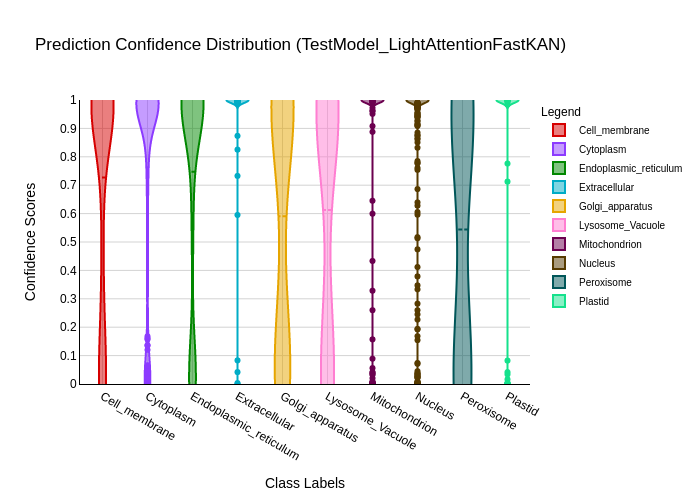 Prediction Confidence Distribution (TestModel_LightAttentionFastKAN)
Legend
Cell_membrane
Cytoplasm
Endoplasmic_reticulum
Extracellular
Golgi_apparatus
Lysosome_Vacuole
Mitochondrion
Nucleus
Peroxisome
Plastid
Confidence Scores
1
0.9
0.8
0.7
0.6
0.5
0.4
0.3
0.2
0.1
0
Cell_membrane
Cytoplasm
Endoplasmic_reticulum
Extracellular
Golgi_apparatus
Lysosome_Vacuole
Mitochondrion
Nucleus
Peroxisome
Plastid
Class Labels